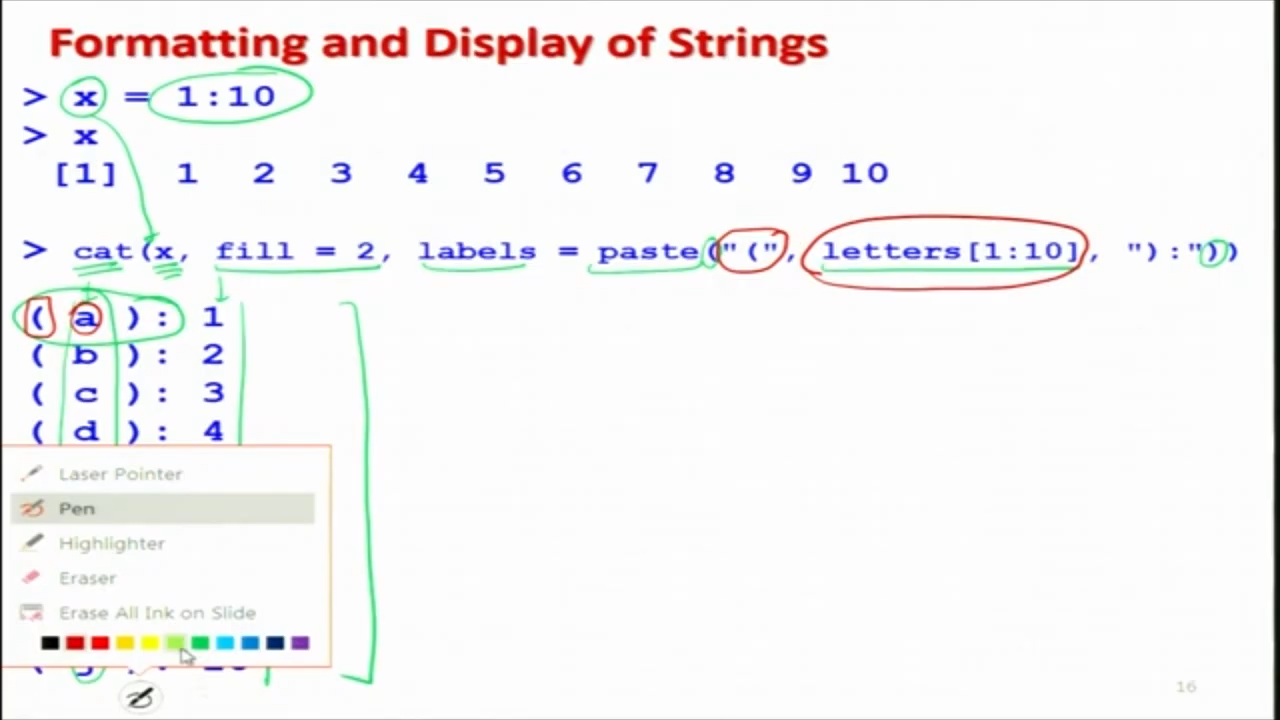 Formatting and Display of Strings
> x = 1:10
> x
[1] 1 2 3 4 5 6 7 8 9 10
> cat(x, fill = 2, labels = paste("(", letters[1:10], "):"))
( a ): 1
( b ): 2
( c ): 3
( d ): 4
Laser Pointer
Pen
Highlighter
Eraser
Erase All Ink on Slide
16